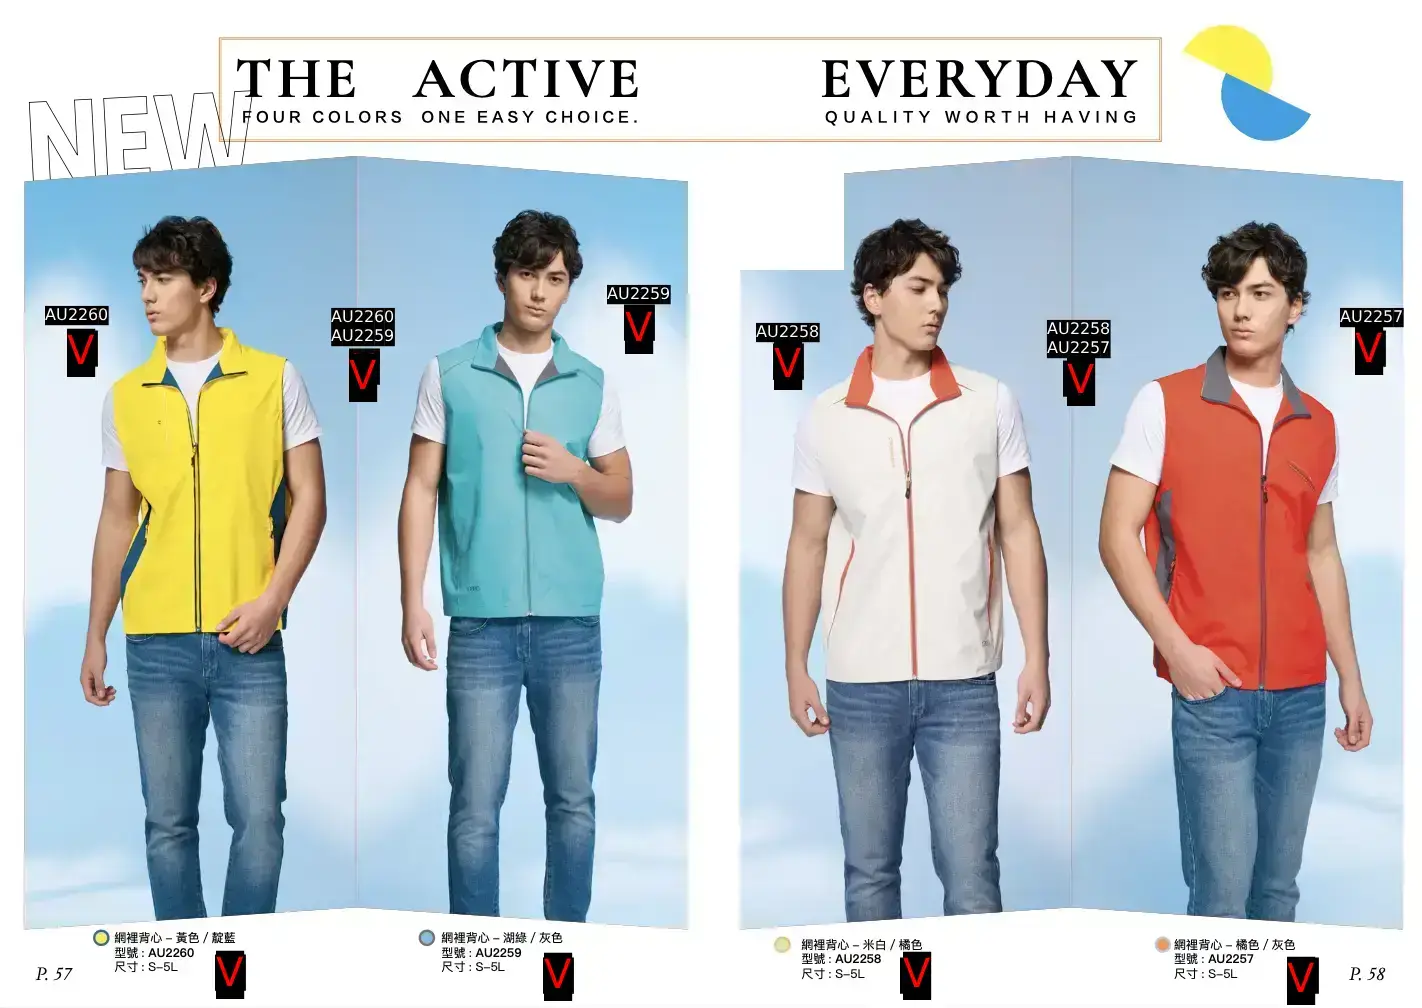 THE ACTIVE EVERYDAY
FOUR COLORS ONE EASY CHOICE. QUALITY WORTH HAVING
NEW
AU2260
V
AU2260
AU2259
V
AU2259
V
AU2258
V
AU2258
AU2257
V
AU2257
V
網裡背心 – 黃色 / 靛藍
型號 : AU2260
尺寸 : S–5L
V
網裡背心 – 湖綠 / 灰色
型號 : AU2259
尺寸 : S–5L
V
網裡背心 – 米白 / 橘色
型號 : AU2258
尺寸 : S–5L
V
網裡背心 – 橘色 / 灰色
型號 : AU2257
尺寸 : S–5L
V
P. 57
P. 58